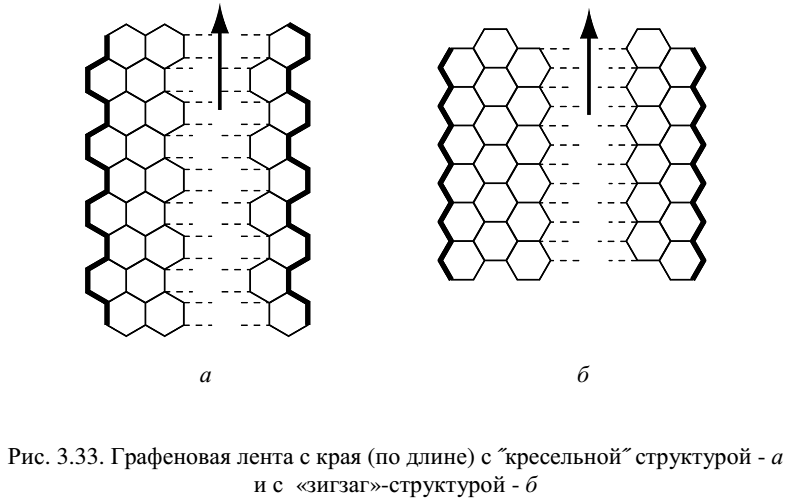 а
б
Рис. 3.33. Графеновая лента с края (по длине) с ˝кресельной˝ структурой - а
и с «зигзаг»-структурой - б